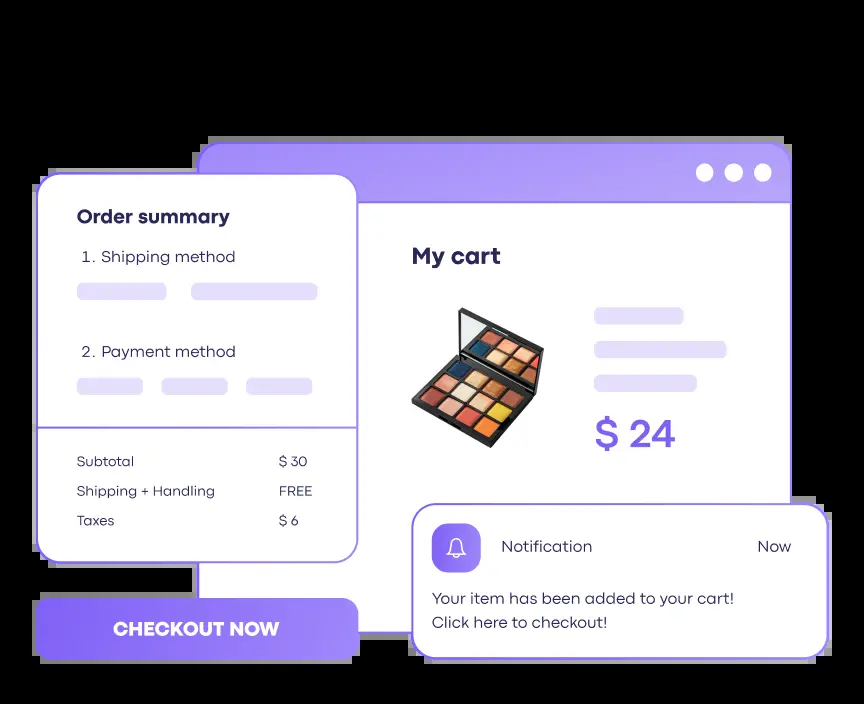 Order summary
1. Shipping method
2. Payment method
Subtotal $ 30
Shipping + Handling FREE
Taxes $ 6
CHECKOUT NOW
My cart
$ 24
Notification Now
Your item has been added to your cart!
Click here to checkout!